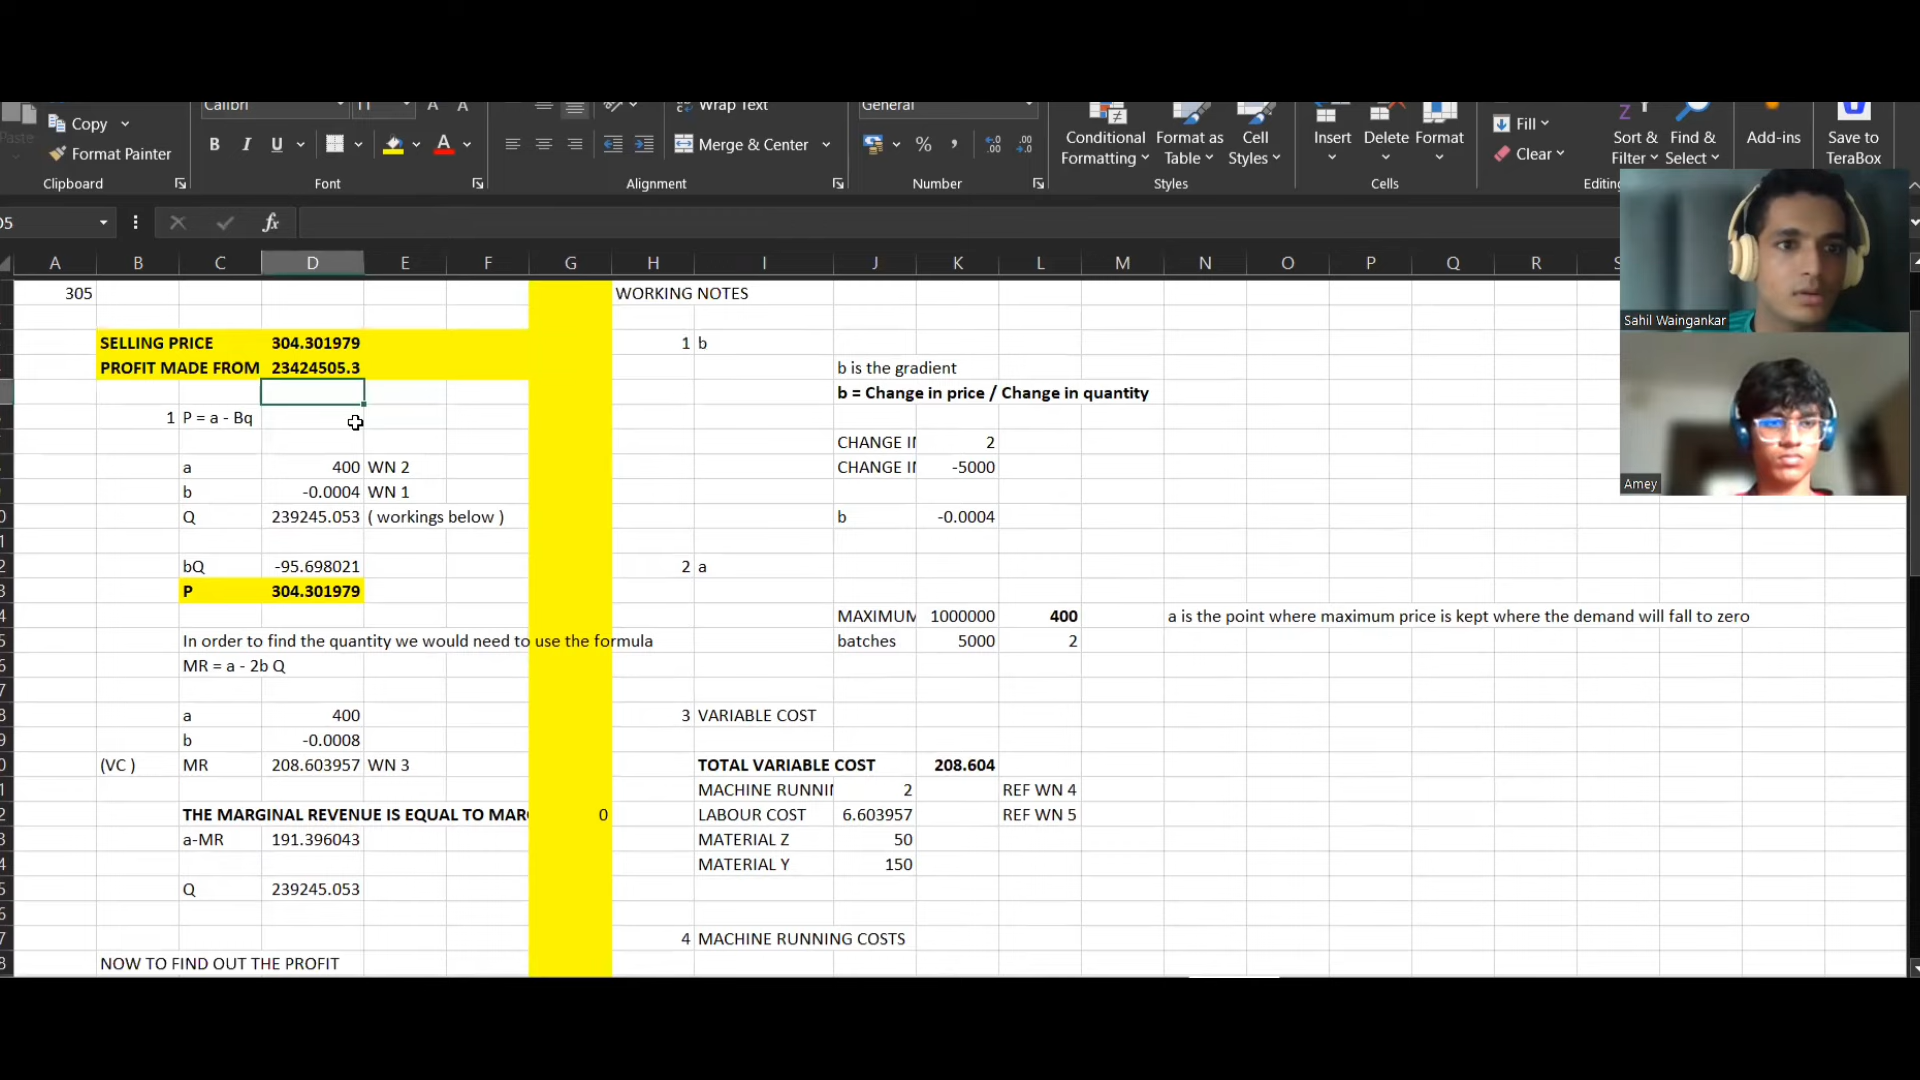 Calibri
11
A
A
Wrap Text
General
Copy
Paste
Format Painter
B I U
A
Merge & Center
%
Conditional Formatting
Format as Table
Cell Styles
Insert
Delete
Format
Fill
Clear
Sort & Filter
Find & Select
Add-ins
Save to TeraBox
Clipboard
Font
Alignment
Number
Styles
Cells
Editing
fx
A B C D E F G H I J K L M N O P Q R S
305 WORKING NOTES
SELLING PRICE 304.301979 1 b
PROFIT MADE FROM 23424505.3 b is the gradient
b = Change in price / Change in quantity
1 P = a - Bq
CHANGE IN 2
a 400 WN 2 CHANGE IN -5000
b -0.0004 WN 1
Q 239245.053 ( workings below ) b -0.0004
bQ -95.698021 2 a
P 304.301979
MAXIMUM 1000000 400 a is the point where maximum price is kept where the demand will fall to zero
In order to find the quantity we would need to use the formula batches 5000 2
MR = a - 2b Q
a 400 3 VARIABLE COST
b -0.0008
(VC ) MR 208.603957 WN 3 TOTAL VARIABLE COST 208.604
MACHINE RUNNIN 2 REF WN 4
THE MARGINAL REVENUE IS EQUAL TO MAR 0 LABOUR COST 6.603957 REF WN 5
a-MR 191.396043 MATERIAL Z 50
MATERIAL Y 150
Q 239245.053
4 MACHINE RUNNING COSTS
NOW TO FIND OUT THE PROFIT
Sahil Waingankar
Amey